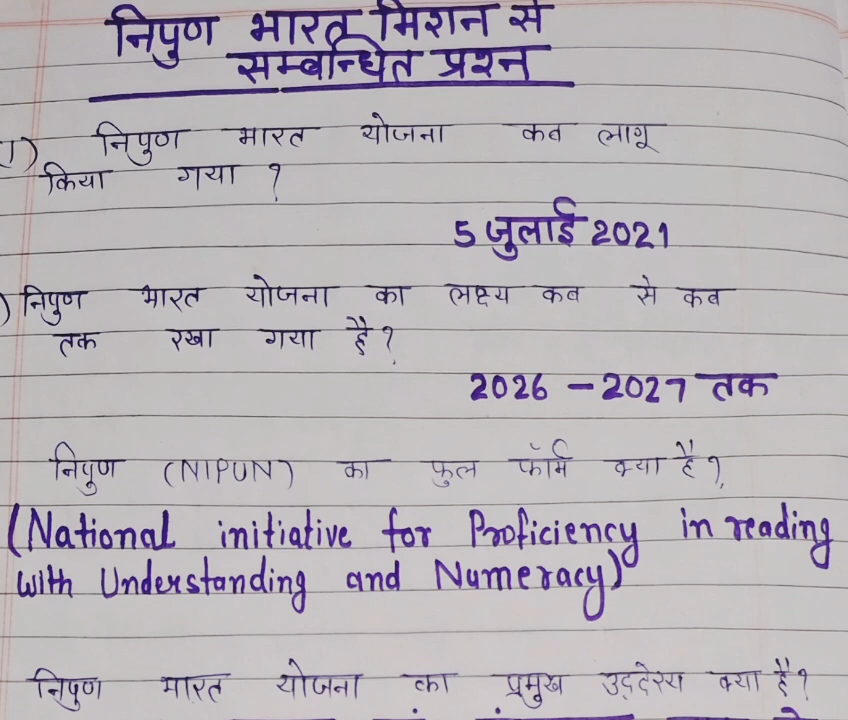 निपुण भारत मिशन से
सम्बन्धित प्रश्न
1) निपुण भारत योजना कब लागू
किया गया ?
5 जुलाई 2021
) निपुण भारत योजना का लक्ष्य कब से कब
तक रखा गया है ?
2026 - 2027 तक
निपुण (NIPUN) का फुल फॉर्म क्या है ?
(National initiative for Proficiency in reading
with Understanding and Numeracy)
निपुण भारत योजना का प्रमुख उद्देश्य क्या है ?